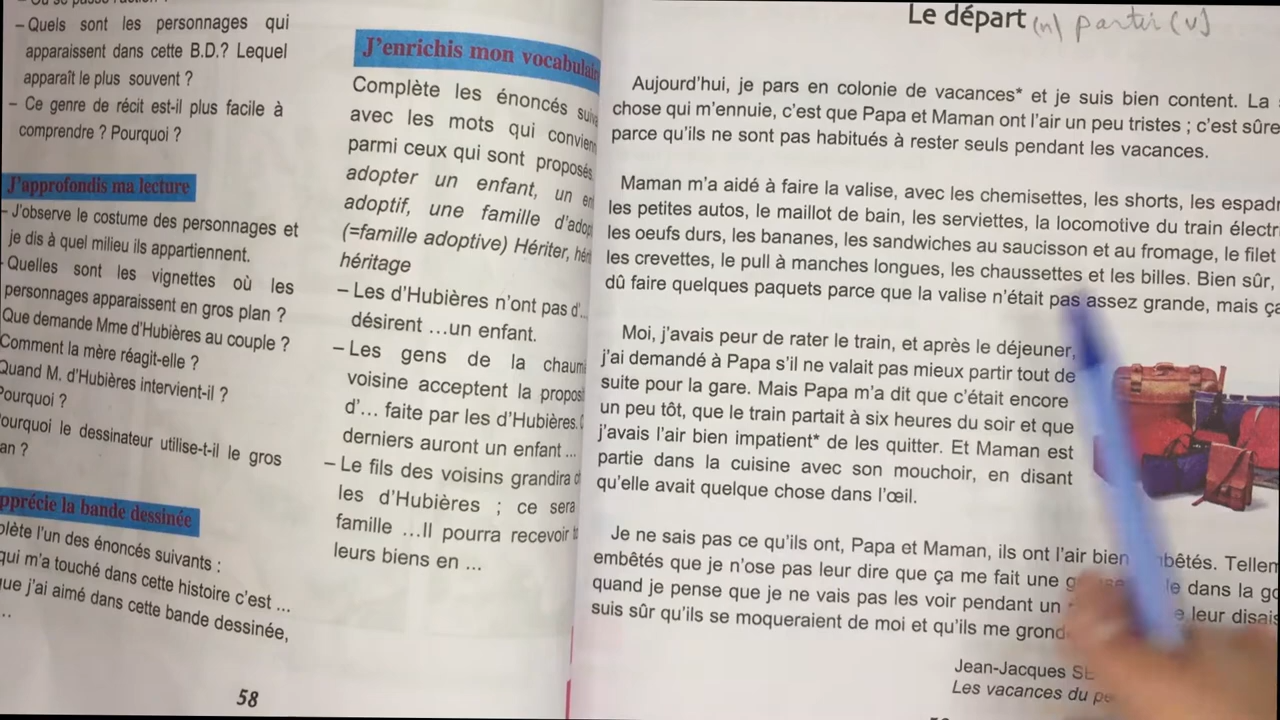 – Quels sont les personnages qui
apparaissent dans cette B.D.? Lequel
apparaît le plus souvent ?
– Ce genre de récit est-il plus facile à
comprendre ? Pourquoi ?
J'approfondis ma lecture
– J'observe le costume des personnages et
je dis à quel milieu ils appartiennent.
Quelles sont les vignettes où les
personnages apparaissent en gros plan ?
Que demande Mme d'Hubières au couple ?
Comment la mère réagit-elle ?
Quand M. d'Hubières intervient-il ?
Pourquoi ?
ourquoi le dessinateur utilise-t-il le gros
an ?
pprécie la bande dessinée
plète l'un des énoncés suivants :
qui m'a touché dans cette histoire c'est ...
que j'ai aimé dans cette bande dessinée,
..
58
J'enrichis mon vocabulai
Complète les énoncés
avec les mots qui
parmi ceux qui sont proposés
adopter un enfant, un
adoptif, une famille
(=famille adoptive) Hériter,
héritage
– Les d'Hubières n'ont pas d'..
désirent ...un enfant.
– Les gens de la
voisine acceptent la
d'... faite par les d'Hubières.
derniers auront un enfant ...
– Le fils des voisins grandira
les d'Hubières ; ce sera
famille ...Il pourra recevoir
leurs biens en ...
Le départ (n) partir (v)
Aujourd'hui, je pars en colonie de vacances* et je suis bien content. La
chose qui m'ennuie, c'est que Papa et Maman ont l'air un peu tristes ; c'est sûre
parce qu'ils ne sont pas habitués à rester seuls pendant les vacances.
Maman m'a aidé à faire la valise, avec les chemisettes, les shorts, les espadr
les petites autos, le maillot de bain, les serviettes, la locomotive du train électr
les oeufs durs, les bananes, les sandwiches au saucisson et au fromage, le filet
les crevettes, le pull à manches longues, les chaussettes et les billes. Bien sûr,
dû faire quelques paquets parce que la valise n'était pas assez grande, mais ça
Moi, j'avais peur de rater le train, et après le déjeuner,
j'ai demandé à Papa s'il ne valait pas mieux partir tout de
suite pour la gare. Mais Papa m'a dit que c'était encore
un peu tôt, que le train partait à six heures du soir et que
j'avais l'air bien impatient* de les quitter. Et Maman est
partie dans la cuisine avec son mouchoir, en disant
qu'elle avait quelque chose dans l'œil.
Je ne sais pas ce qu'ils ont, Papa et Maman, ils ont l'air bien bêtés. Tellem
embêtés que je n'ose pas leur dire que ça me fait une dans la
quand je pense que je ne vais pas les voir pendant un leur disais
suis sûr qu'ils se moqueraient de moi et qu'ils me grond
Jean-Jacques
Les vacances du